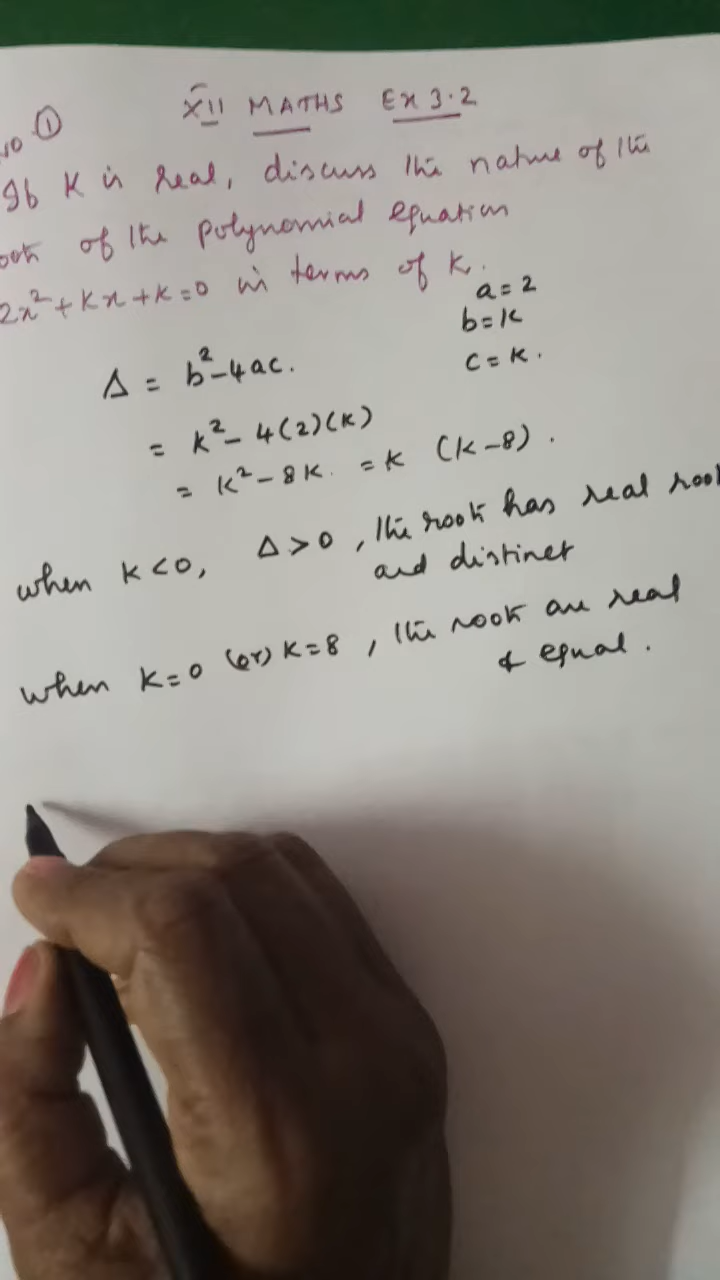 XII MATHS Ex 3.2
NO ①
If K is real, discuss the nature of the
oots of the polynomial equation
2x² + Kx + K = 0 in terms of K.
a = 2
b = K
c = K.
Δ = b² - 4ac.
= K² - 4(2)(K)
= K² - 8K. = K (K-8).
when K < 0, Δ > 0, the roots has real root
and distinct
when K = 0 (or) K = 8, the roots are real
& equal.